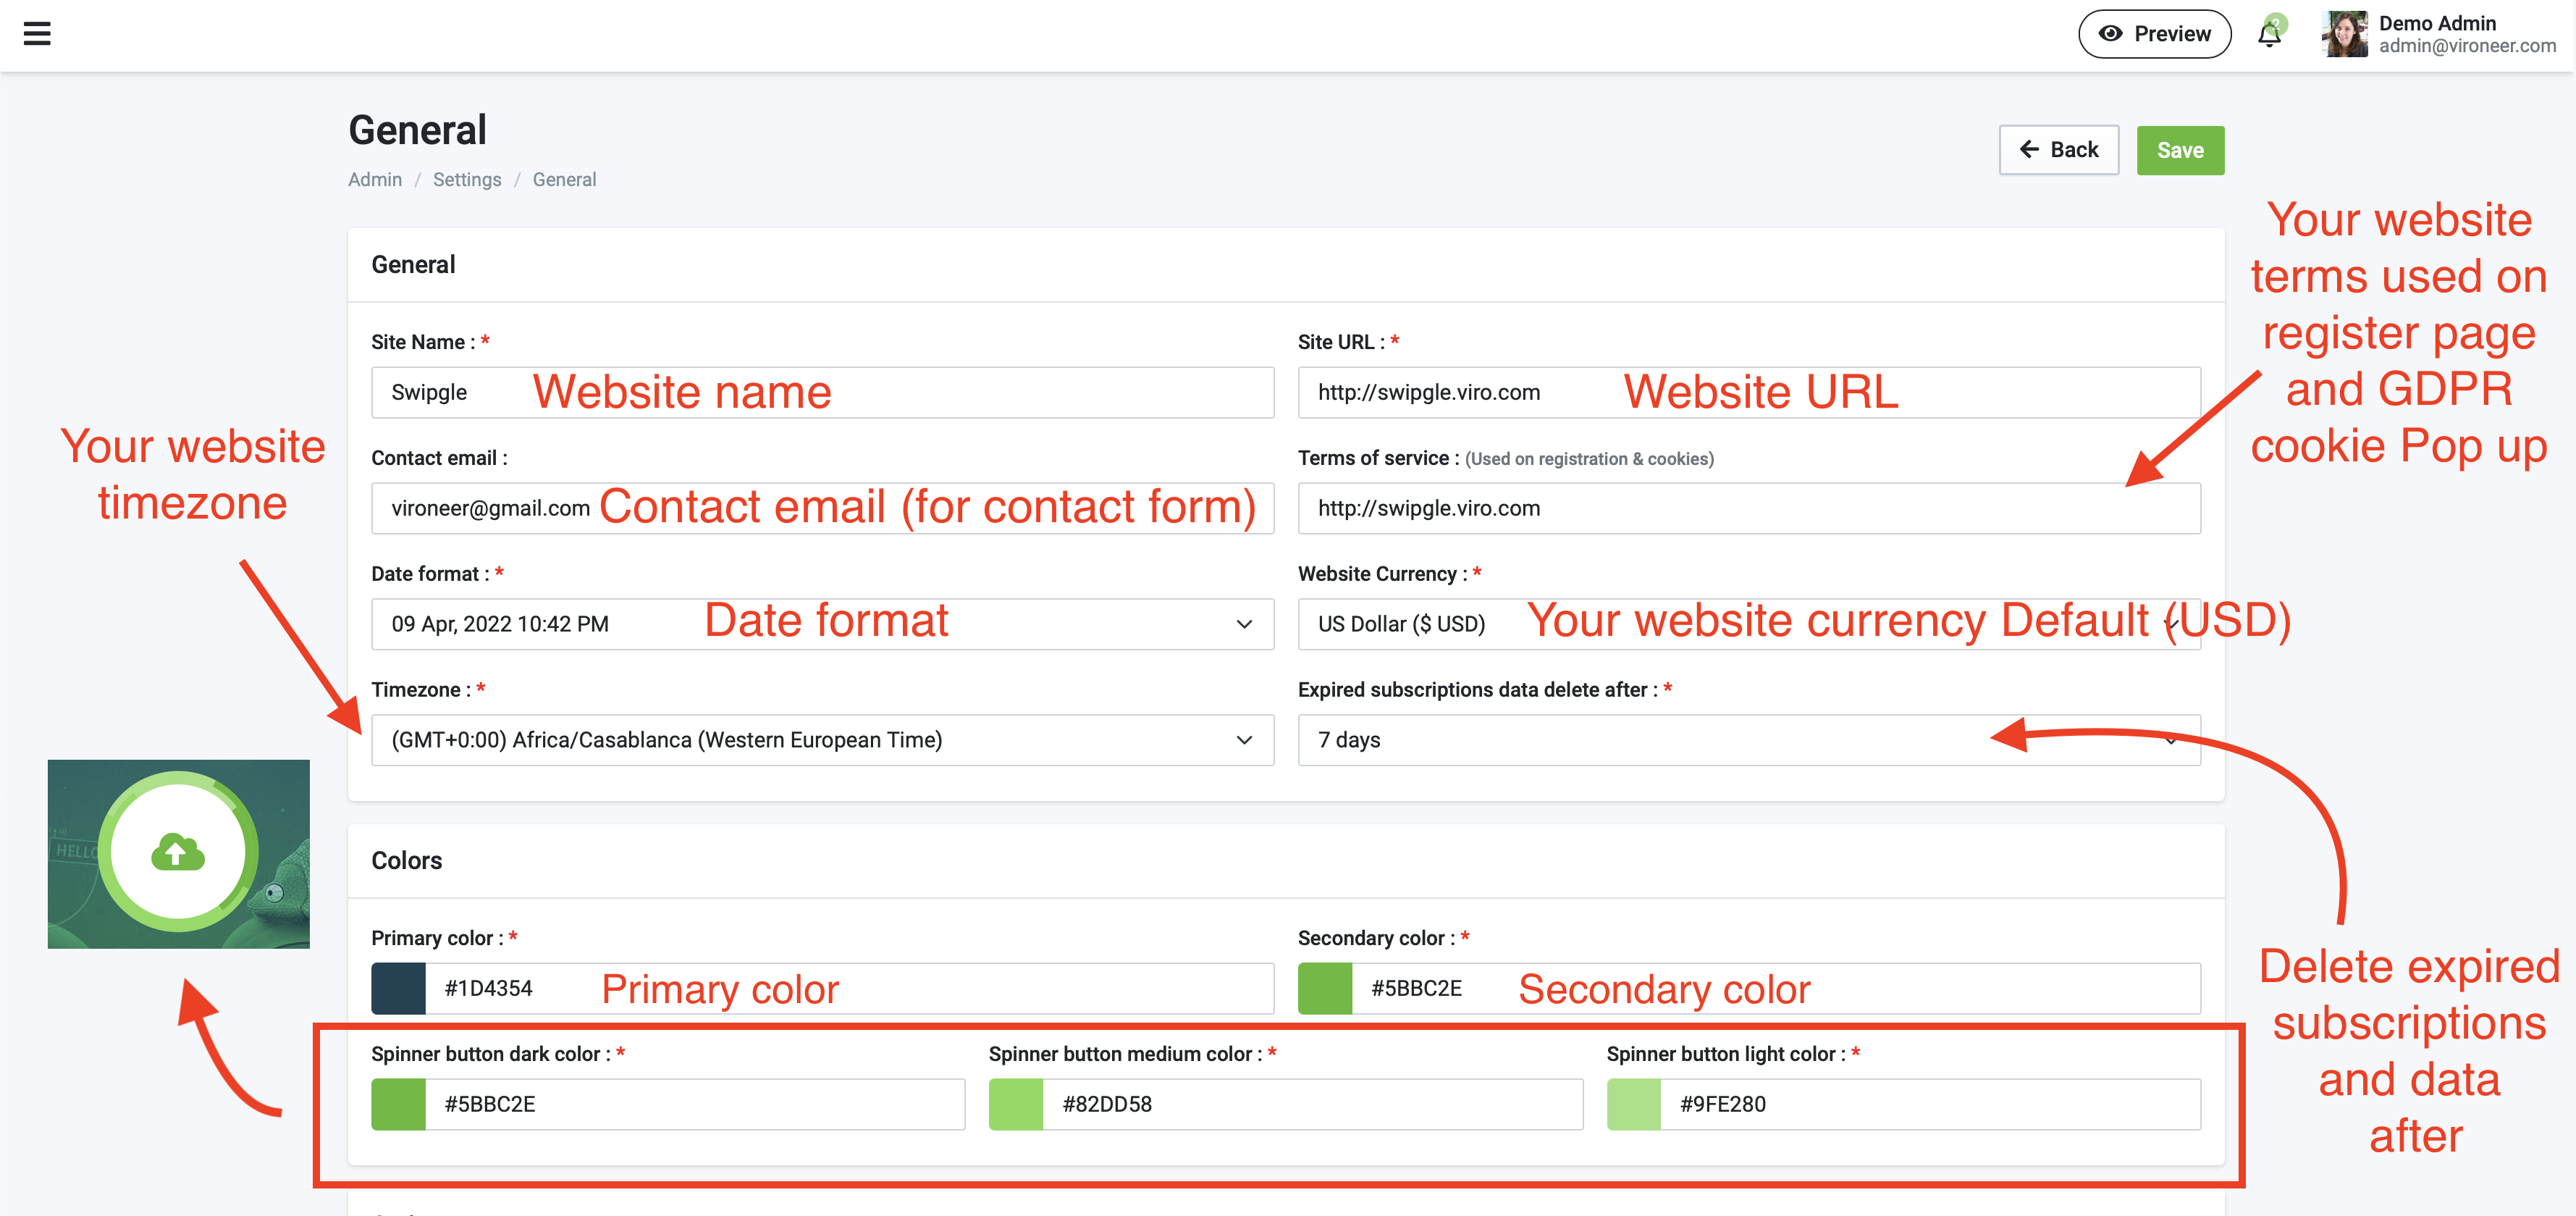 Preview
2
Demo Admin
admin@vironeer.com
General
Admin / Settings / General
Back
Save
Your website
terms used on
register page
and GDPR
cookie Pop up
General
Site Name : *
Site URL : *
Swipgle
Website name
http://swipgle.viro.com
Website URL
Your website
timezone
Contact email :
Terms of service : (Used on registration & cookies)
vironeer@gmail.com
Contact email (for contact form)
http://swipgle.viro.com
Date format : *
Website Currency : *
09 Apr, 2022 10:42 PM
Date format
US Dollar ($ USD)
Your website currency Default (USD)
Timezone : *
Expired subscriptions data delete after : *
(GMT+0:00) Africa/Casablanca (Western European Time)
7 days
HELLO
Colors
Primary color : *
Secondary color : *
#1D4354
Primary color
#5BBC2E
Secondary color
Delete expired
subscriptions
and data
after
Spinner button dark color : *
Spinner button medium color : *
Spinner button light color : *
#5BBC2E
#82DD58
#9FE280